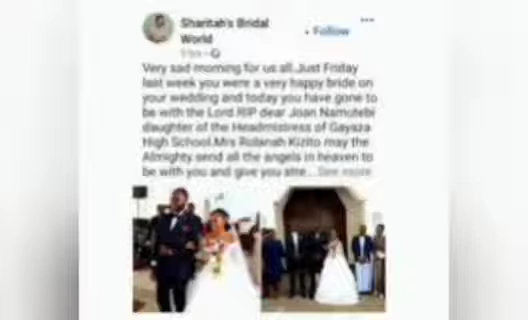 Sharitah's Bridal
World
Follow
Very sad morning for us all.Just Friday
last week you were a very happy bride on
your wedding and today you have gone to
be with the Lord.RIP dear Joan Namutebi
daughter of the Headmistress of Gayaza
High School.Mrs Robinah Kizito may the
Almighty send all the angels in heaven to
be with you and give you stre... See more